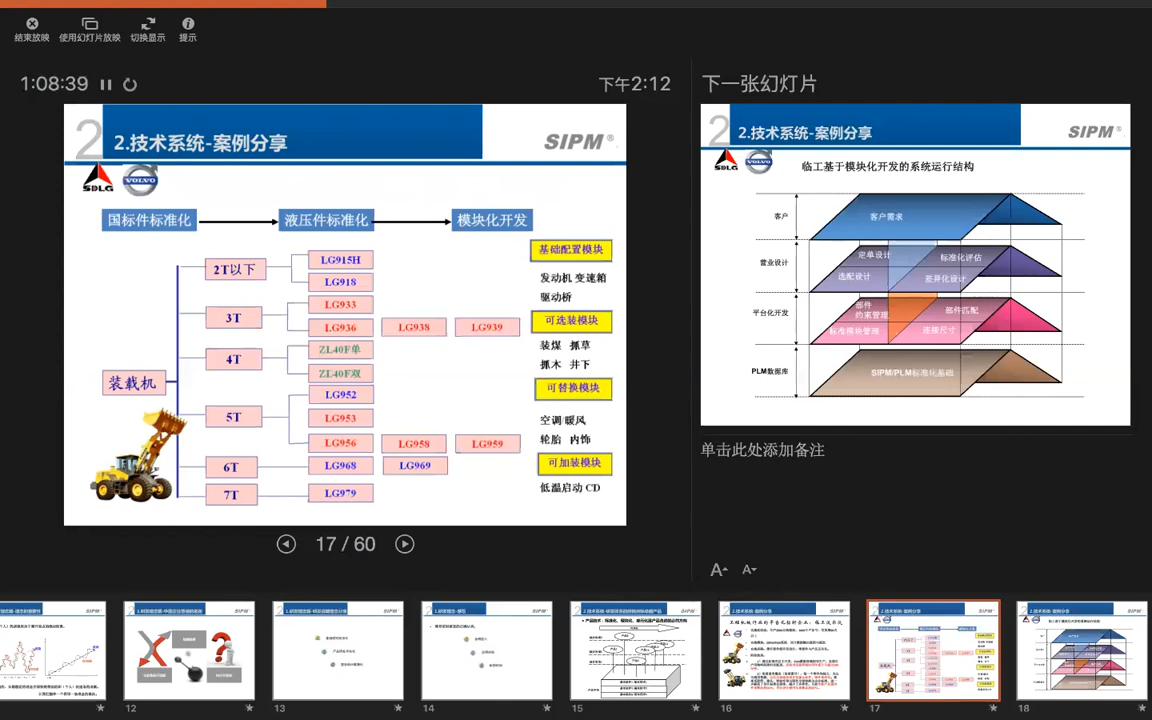 结束放映 使用幻灯片放映 切换显示 提示
1:08:39
下午2:12
2
2.技术系统-案例分享
SIPM®
SDLG VOLVO
国标件标准化 液压件标准化 模块化开发
装载机
2T以下
LG915H
LG918
3T
LG933
LG936 LG938 LG939
4T
ZL40F单
ZL40F双
5T
LG952
LG953
LG956 LG958 LG959
6T
LG968 LG969
7T
LG979
基础配置模块
发动机 变速箱
驱动桥
可选装模块
装煤 抓草
抓木 井下
可替换模块
空调/暖风
轮胎 内饰
可加装模块
低温启动 CD
17 / 60
下一张幻灯片
2
2.技术系统-案例分享
SIPM®
SDLG VOLVO
临工基于模块化开发的系统运行结构
客户
客户需求
营业设计
定单设计 标准化评估
选配设计 差异化设计
平台化开发
部件
约束管理
部件匹配
标准模块管理 连接尺寸
PLM数据库
SIPM/PLM标准化基础
单击此处添加备注
A A
12
13
14
15
16
17
18